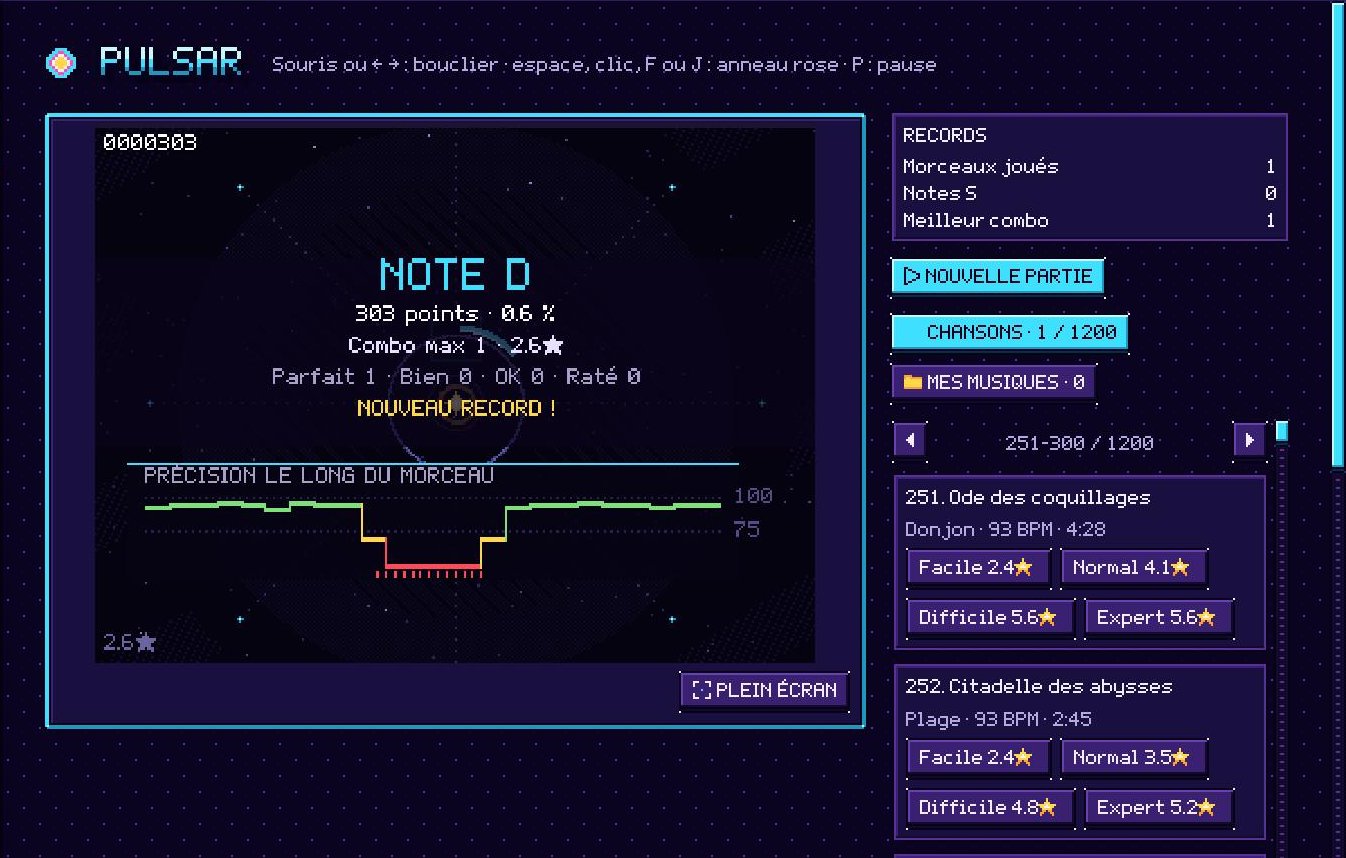 PULSAR
Souris ou ← → : bouclier · espace, clic, F ou J : anneau rose · P : pause
0000303
NOTE D
303 points · 0.6 %
Combo max 1 · 2.6★
Parfait 1 · Bien 0 · OK 0 · Raté 0
NOUVEAU RECORD !
PRÉCISION LE LONG DU MORCEAU
100
75
2.6★
PLEIN ÉCRAN
RECORDS
Morceaux joués 1
Notes S 0
Meilleur combo 1
NOUVELLE PARTIE
CHANSONS · 1 / 1200
MES MUSIQUES · 0
251-300 / 1200
251. Ode des coquillages
Donjon · 93 BPM · 4:28
Facile 2.4★ Normal 4.1★
Difficile 5.6★ Expert 5.6★
252. Citadelle des abysses
Plage · 93 BPM · 2:45
Facile 2.4★ Normal 3.5★
Difficile 4.8★ Expert 5.2★